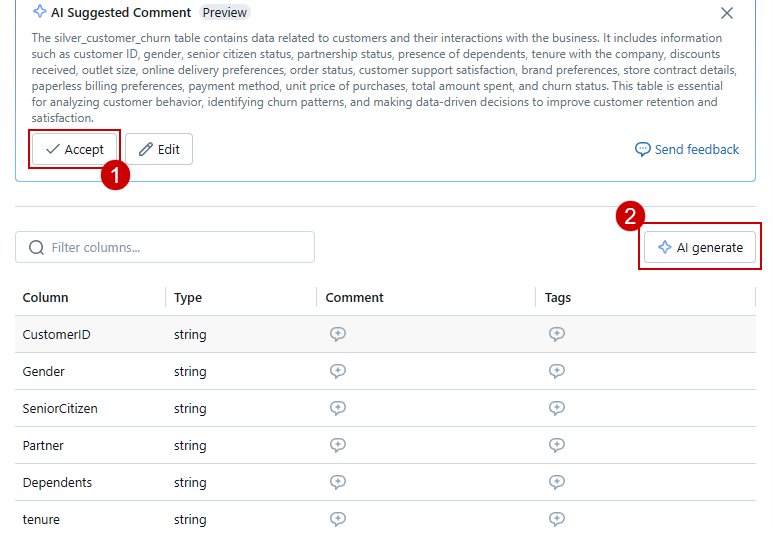 AI Suggested Comment Preview
The silver_customer_churn table contains data related to customers and their interactions with the business. It includes information
such as customer ID, gender, senior citizen status, partnership status, presence of dependents, tenure with the company, discounts
received, outlet size, online delivery preferences, order status, customer support satisfaction, brand preferences, store contract details,
paperless billing preferences, payment method, unit price of purchases, total amount spent, and churn status. This table is essential
for analyzing customer behavior, identifying churn patterns, and making data-driven decisions to improve customer retention and
satisfaction.
Accept Edit Send feedback
1
2
Filter columns... AI generate
Column Type Comment Tags
CustomerID string
Gender string
SeniorCitizen string
Partner string
Dependents string
tenure string